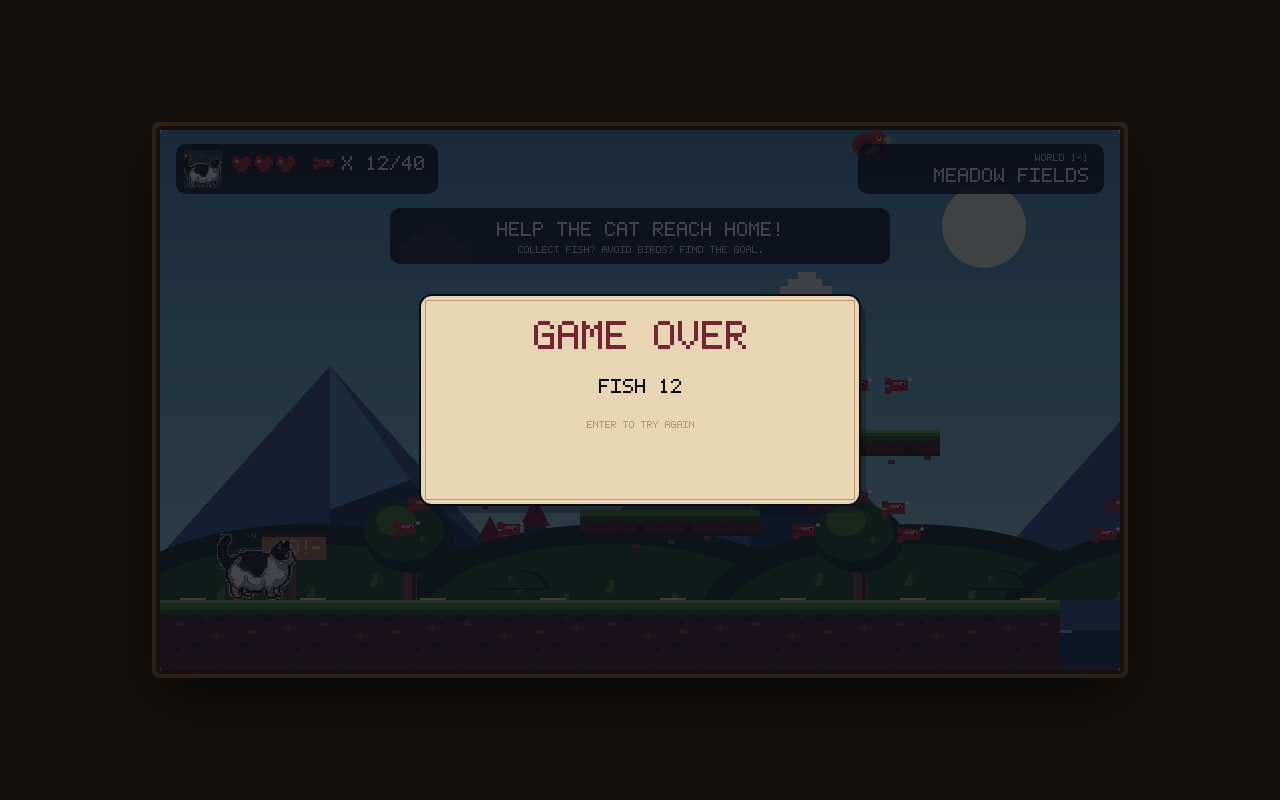 X 12/40
WORLD 1-1
MEADOW FIELDS
HELP THE CAT REACH HOME!
COLLECT FISH? AVOID BIRDS? FIND THE GOAL.
GAME OVER
FISH 12
ENTER TO TRY AGAIN